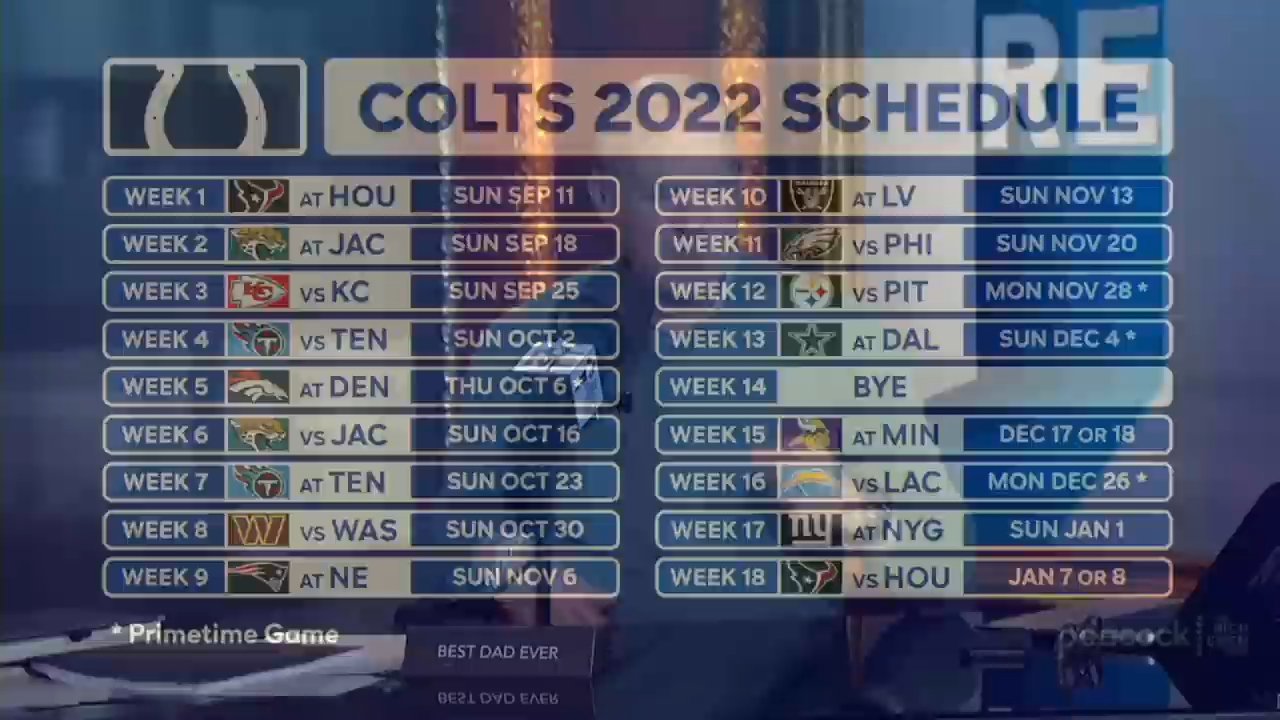 RE
COLTS 2022 SCHEDULE
WEEK 1 AT HOU SUN SEP 11
WEEK 2 AT JAC SUN SEP 18
WEEK 3 VS KC SUN SEP 25
WEEK 4 VS TEN SUN OCT 2
WEEK 5 AT DEN THU OCT 6 *
WEEK 6 VS JAC SUN OCT 16
WEEK 7 AT TEN SUN OCT 23
WEEK 8 VS WAS SUN OCT 30
WEEK 9 AT NE SUN NOV 6
WEEK 10 AT LV SUN NOV 13
WEEK 11 VS PHI SUN NOV 20
WEEK 12 VS PIT MON NOV 28 *
WEEK 13 AT DAL SUN DEC 4 *
WEEK 14 BYE
WEEK 15 AT MIN DEC 17 OR 18
WEEK 16 VS LAC MON DEC 26 *
WEEK 17 ny AT NYG SUN JAN 1
WEEK 18 VS HOU JAN 7 OR 8
* Primetime Game
BEST DAD EVER
peacock